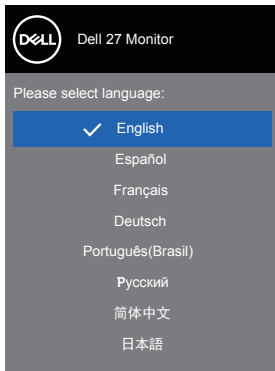 DELL
Dell 27 Monitor
Please select language:
English
Español
Français
Deutsch
Português(Brasil)
Русский
简体中文
日本語